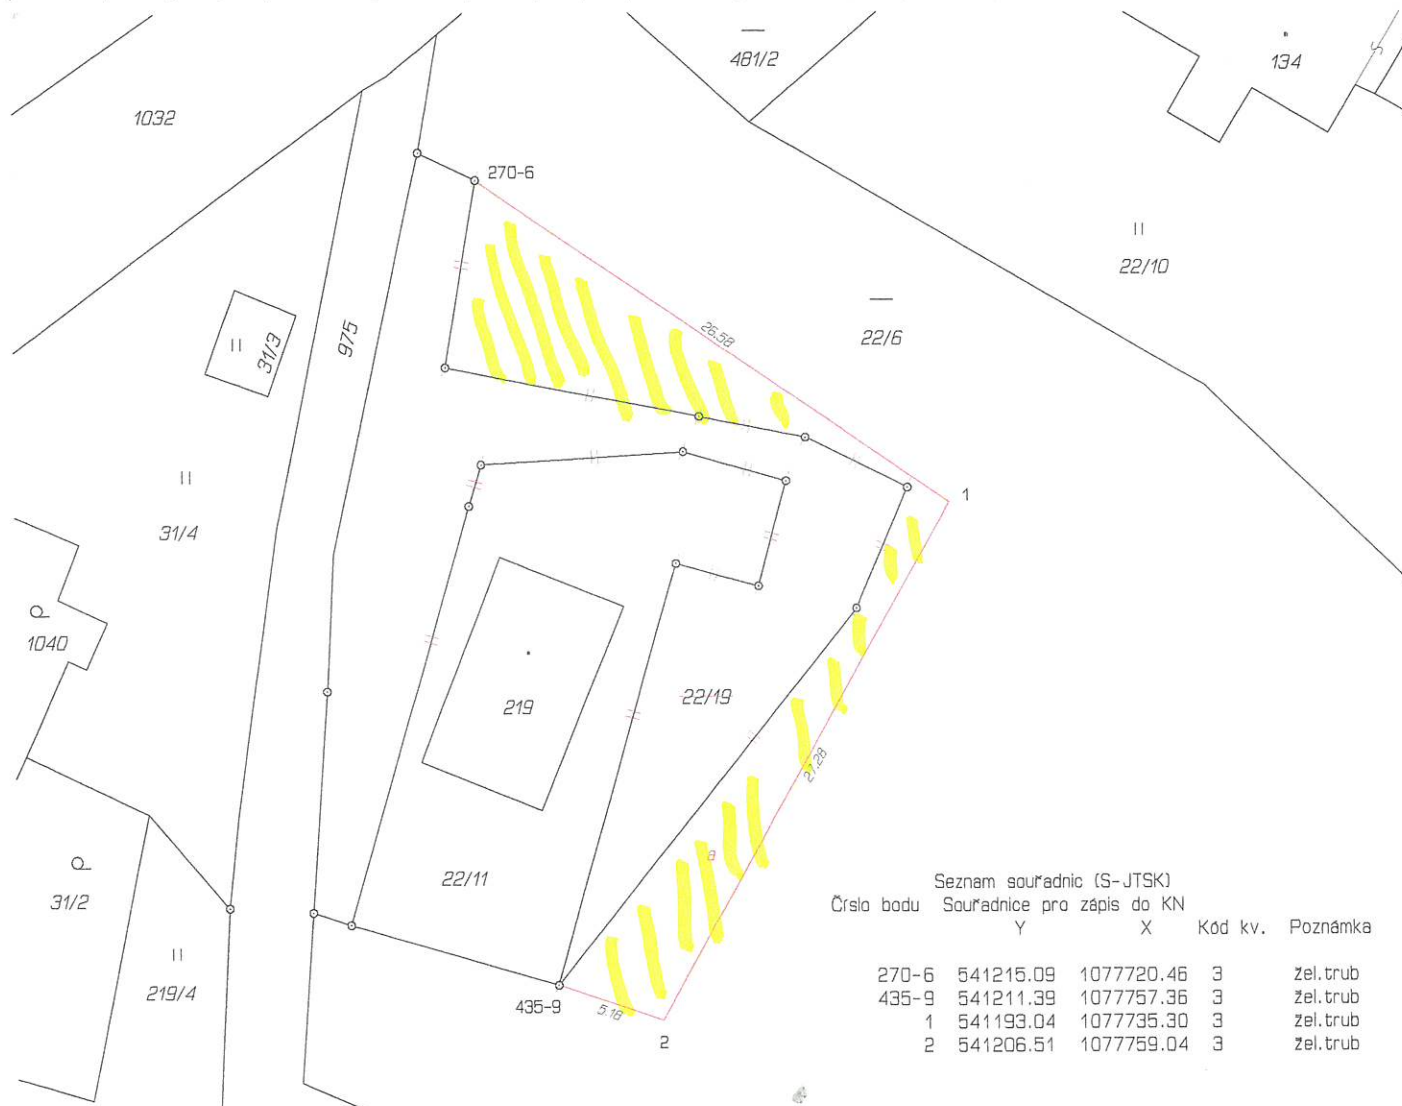 481/2
134
S
1032
270-6
22/10
26.58
22/6
975
31/3
31/4
1
1040
22/19
219
27.28
a
31/2
22/11
219/4
435-9
5.16
2
Seznam souřadnic (S-JTSK)
Číslo bodu Souřadnice pro zápis do KN
Y X Kód kv. Poznámka
270-6 541215.09 1077720.46 3 žel.trub
435-9 541211.39 1077757.36 3 žel.trub
1 541193.04 1077735.30 3 žel.trub
2 541206.51 1077759.04 3 žel.trub